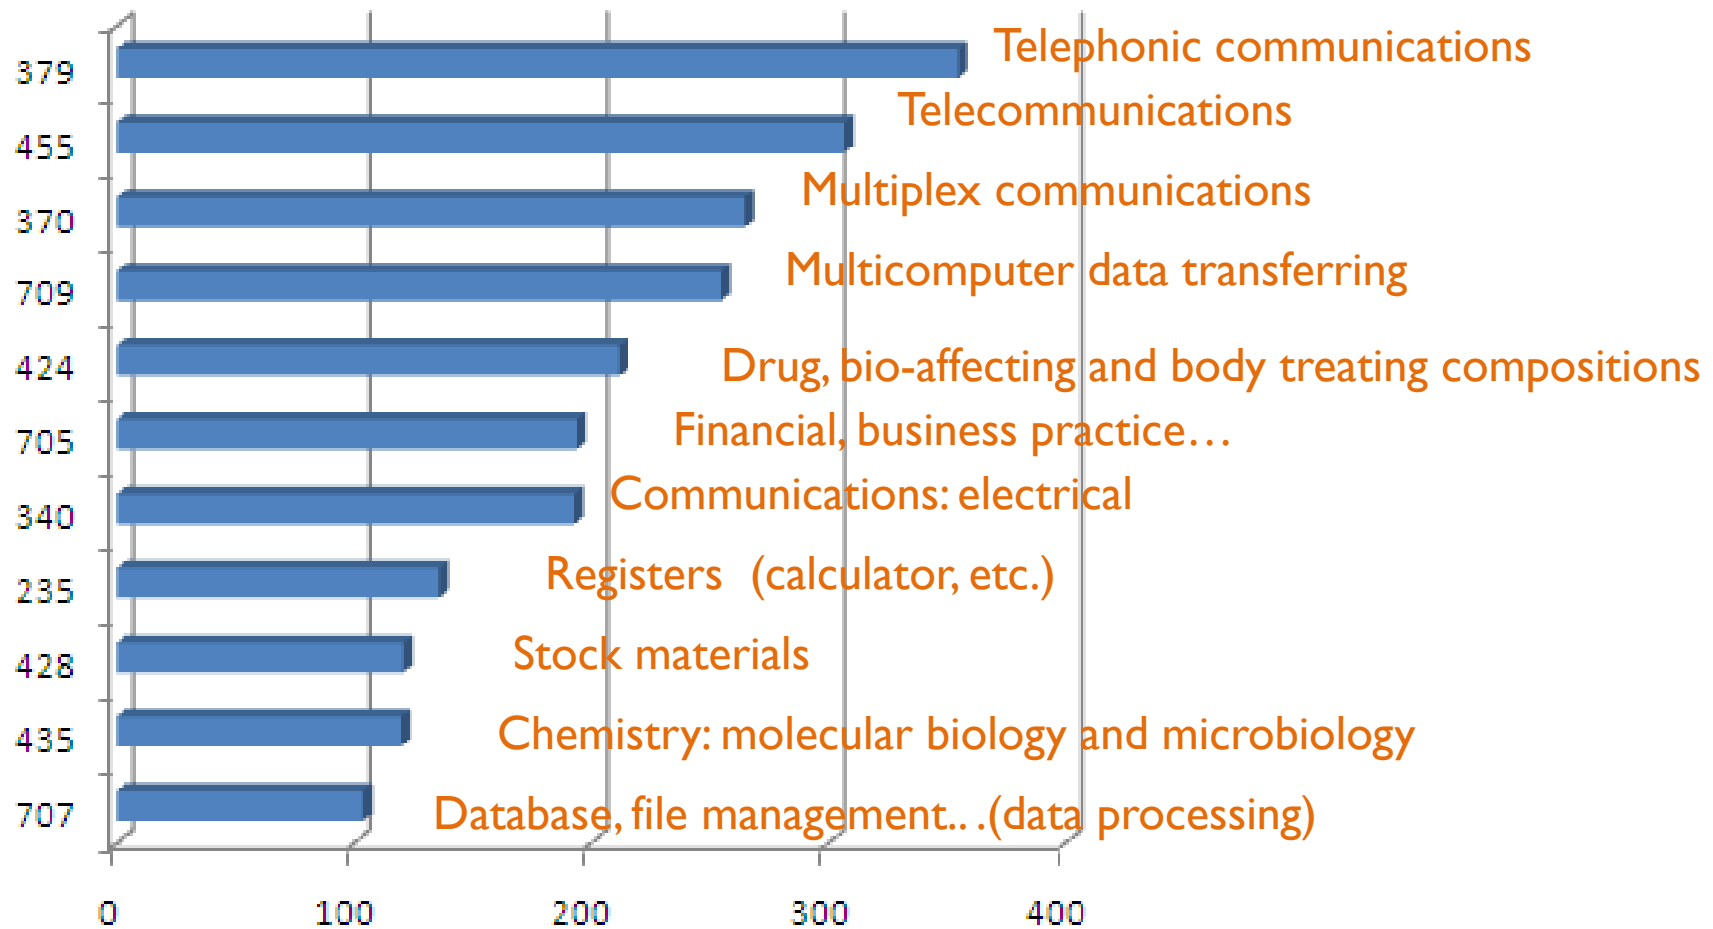 379 Telephonic communications
455 Telecommunications
370 Multiplex communications
709 Multicomputer data transferring
424 Drug, bio-affecting and body treating compositions
705 Financial, business practice…
340 Communications: electrical
235 Registers (calculator, etc.)
428 Stock materials
435 Chemistry: molecular biology and microbiology
707 Database, file management.. .(data processing)
0 100 200 300 400